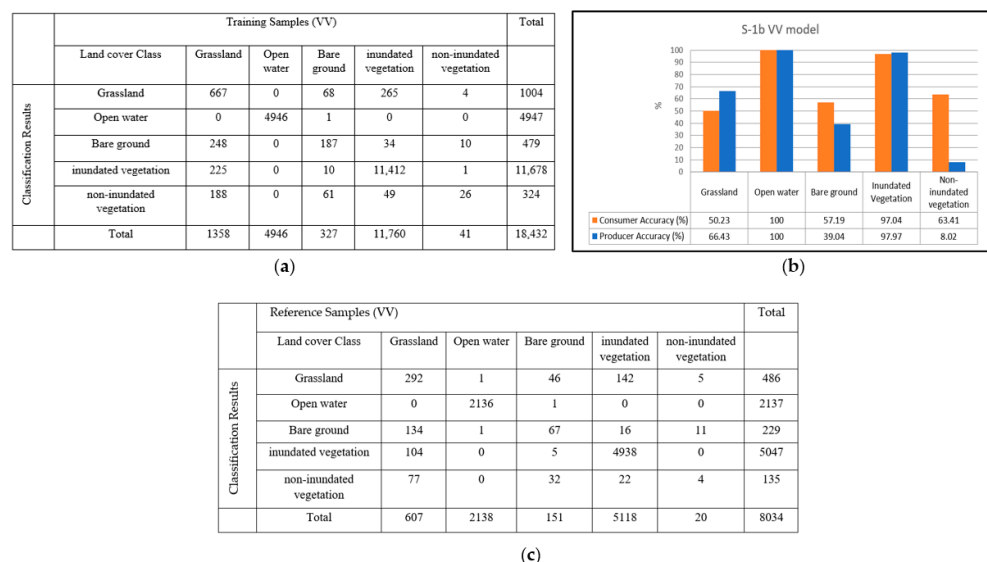 Training Samples (VV) Total
Land cover Class Grassland Open water Bare ground inundated vegetation non-inundated vegetation
Classification Results
Grassland 667 0 68 265 4 1004
Open water 0 4946 1 0 0 4947
Bare ground 248 0 187 34 10 479
inundated vegetation 225 0 10 11,412 1 11,678
non-inundated vegetation 188 0 61 49 26 324
Total 1358 4946 327 11,760 41 18,432
(a)
S-1b VV model
100
90
80
70
60
50
40
30
20
10
0
%
Grassland Open water Bare ground Inundated Vegetation Non-inundated vegetation
Consumer Accuracy (%) 50.23 100 57.19 97.04 63.41
Producer Accuracy (%) 66.43 100 39.04 97.97 8.02
(b)
Reference Samples (VV) Total
Land cover Class Grassland Open water Bare ground inundated vegetation non-inundated vegetation
Classification Results
Grassland 292 1 46 142 5 486
Open water 0 2136 1 0 0 2137
Bare ground 134 1 67 16 11 229
inundated vegetation 104 0 5 4938 0 5047
non-inundated vegetation 77 0 32 22 4 135
Total 607 2138 151 5118 20 8034
(c)